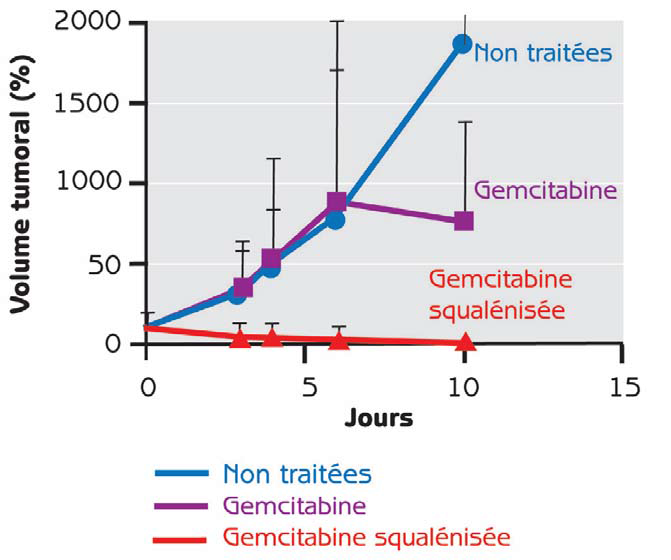 Volume tumoral (%)
2000
1500
1000
50
0
Non traitées
Gemcitabine
Gemcitabine
squalénisée
0
5
10
15
Jours
Non traitées
Gemcitabine
Gemcitabine squalénisée